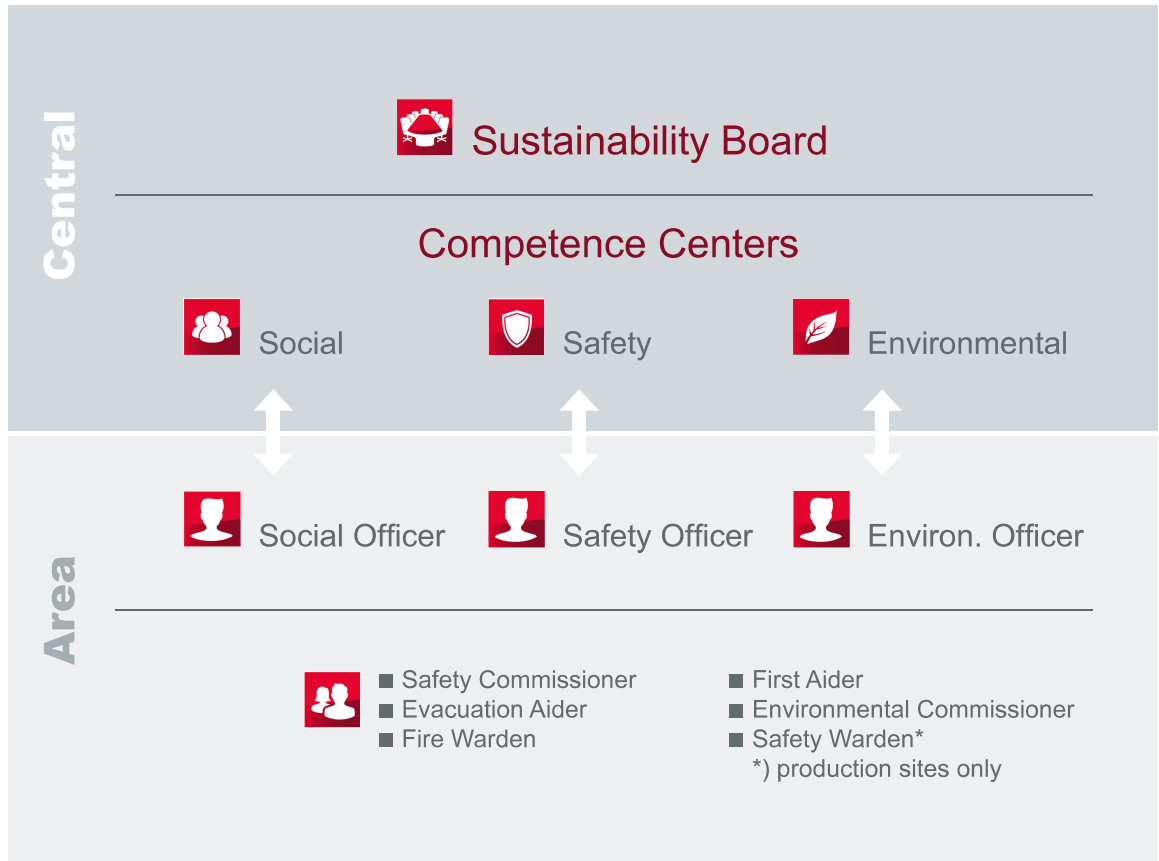 Central
Sustainability Board
Competence Centers
Social
Safety
Environmental
Area
Social Officer
Safety Officer
Environ. Officer
Safety Commissioner
Evacuation Aider
Fire Warden
First Aider
Environmental Commissioner
Safety Warden*
*) production sites only